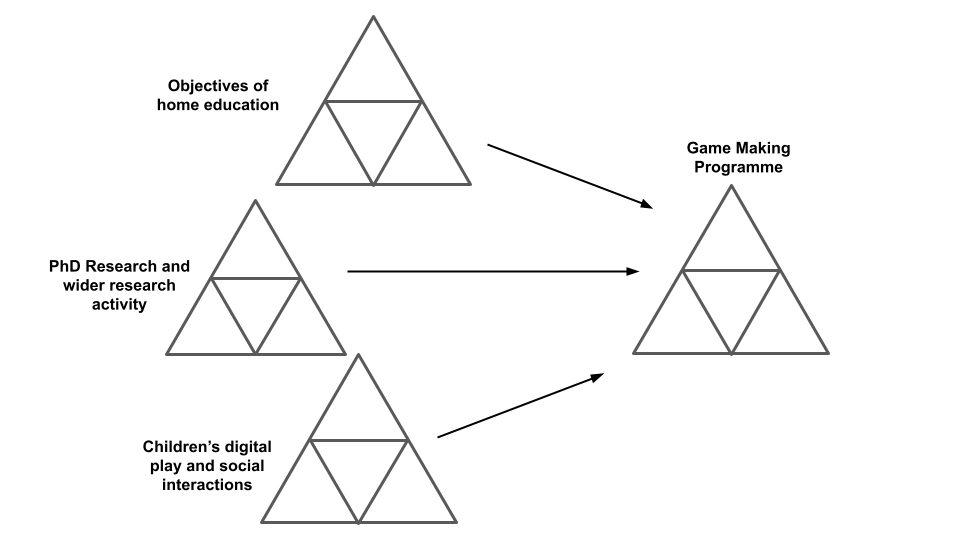 Objectives of
home education
Game Making
Programme
PhD Research and
wider research
activity
Children’s digital
play and social
interactions